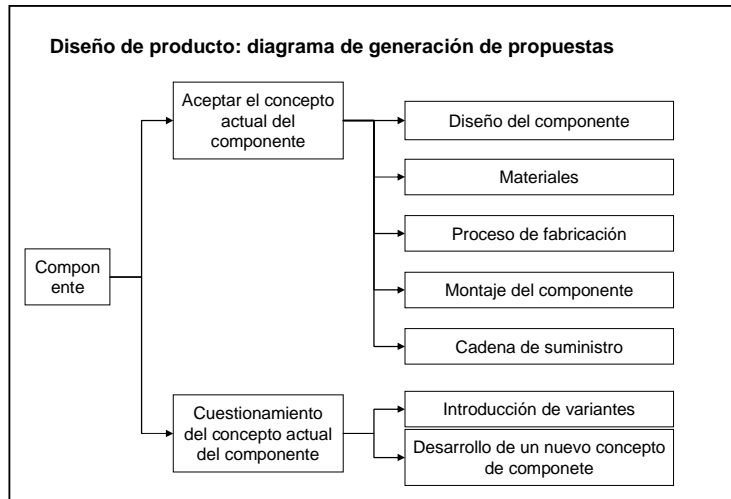 Diseño de producto: diagrama de generación de propuestas
Aceptar el concepto
actual del
componente
Diseño del componente
Materiales
Proceso de fabricación
Compon
ente
Montaje del componente
Cadena de suministro
Cuestionamiento
del concepto actual
del componente
Introducción de variantes
Desarrollo de un nuevo concepto
de componete